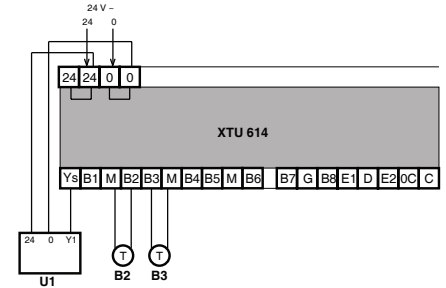 24 V ~
24 0
24 24 0 0
XTU 614
Ys B1 M B2 B3 M B4 B5 M B6 B7 G B8 E1 D E2 0C C
24 0 Y1
T T
U1 B2 B3